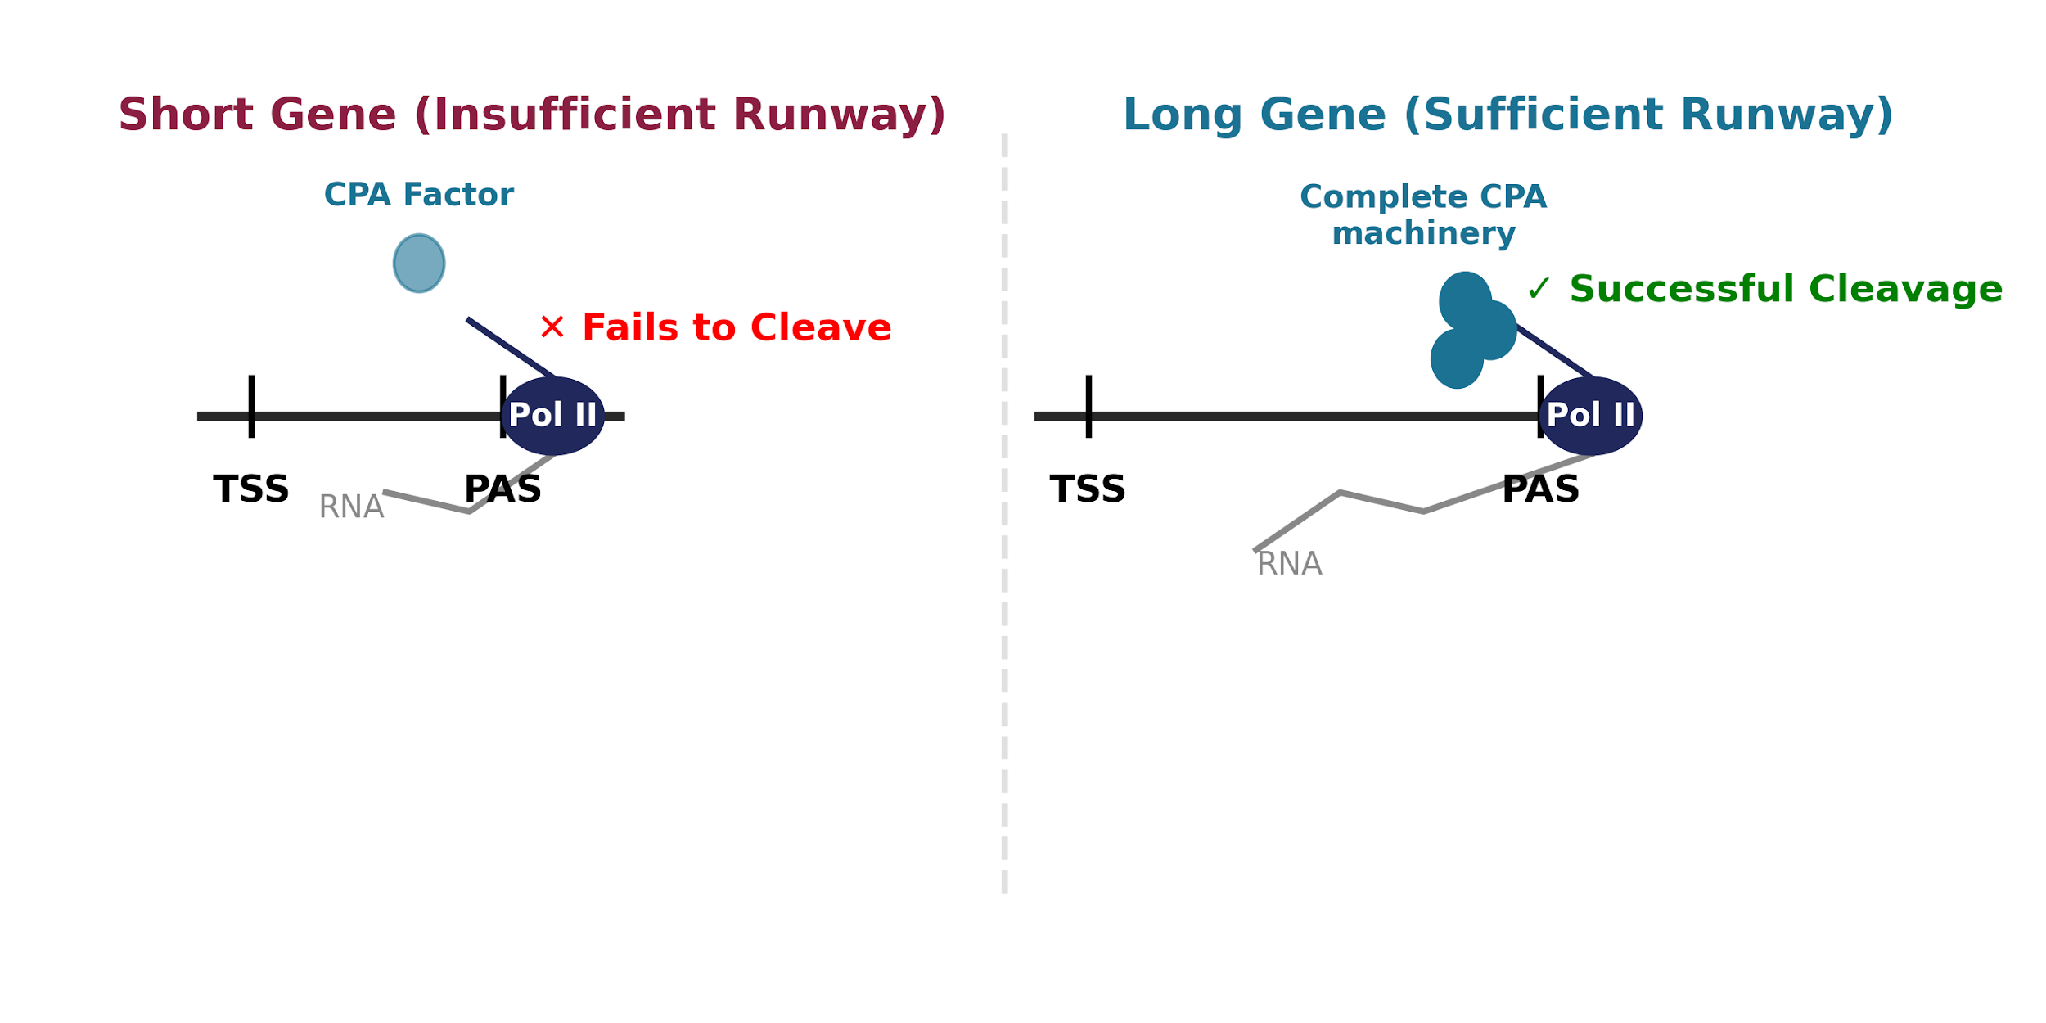 Short Gene (Insufficient Runway)
CPA Factor
✕ Fails to Cleave
Pol II
TSS
PAS
RNA
Long Gene (Sufficient Runway)
Complete CPA
machinery
✓ Successful Cleavage
Pol II
TSS
PAS
RNA